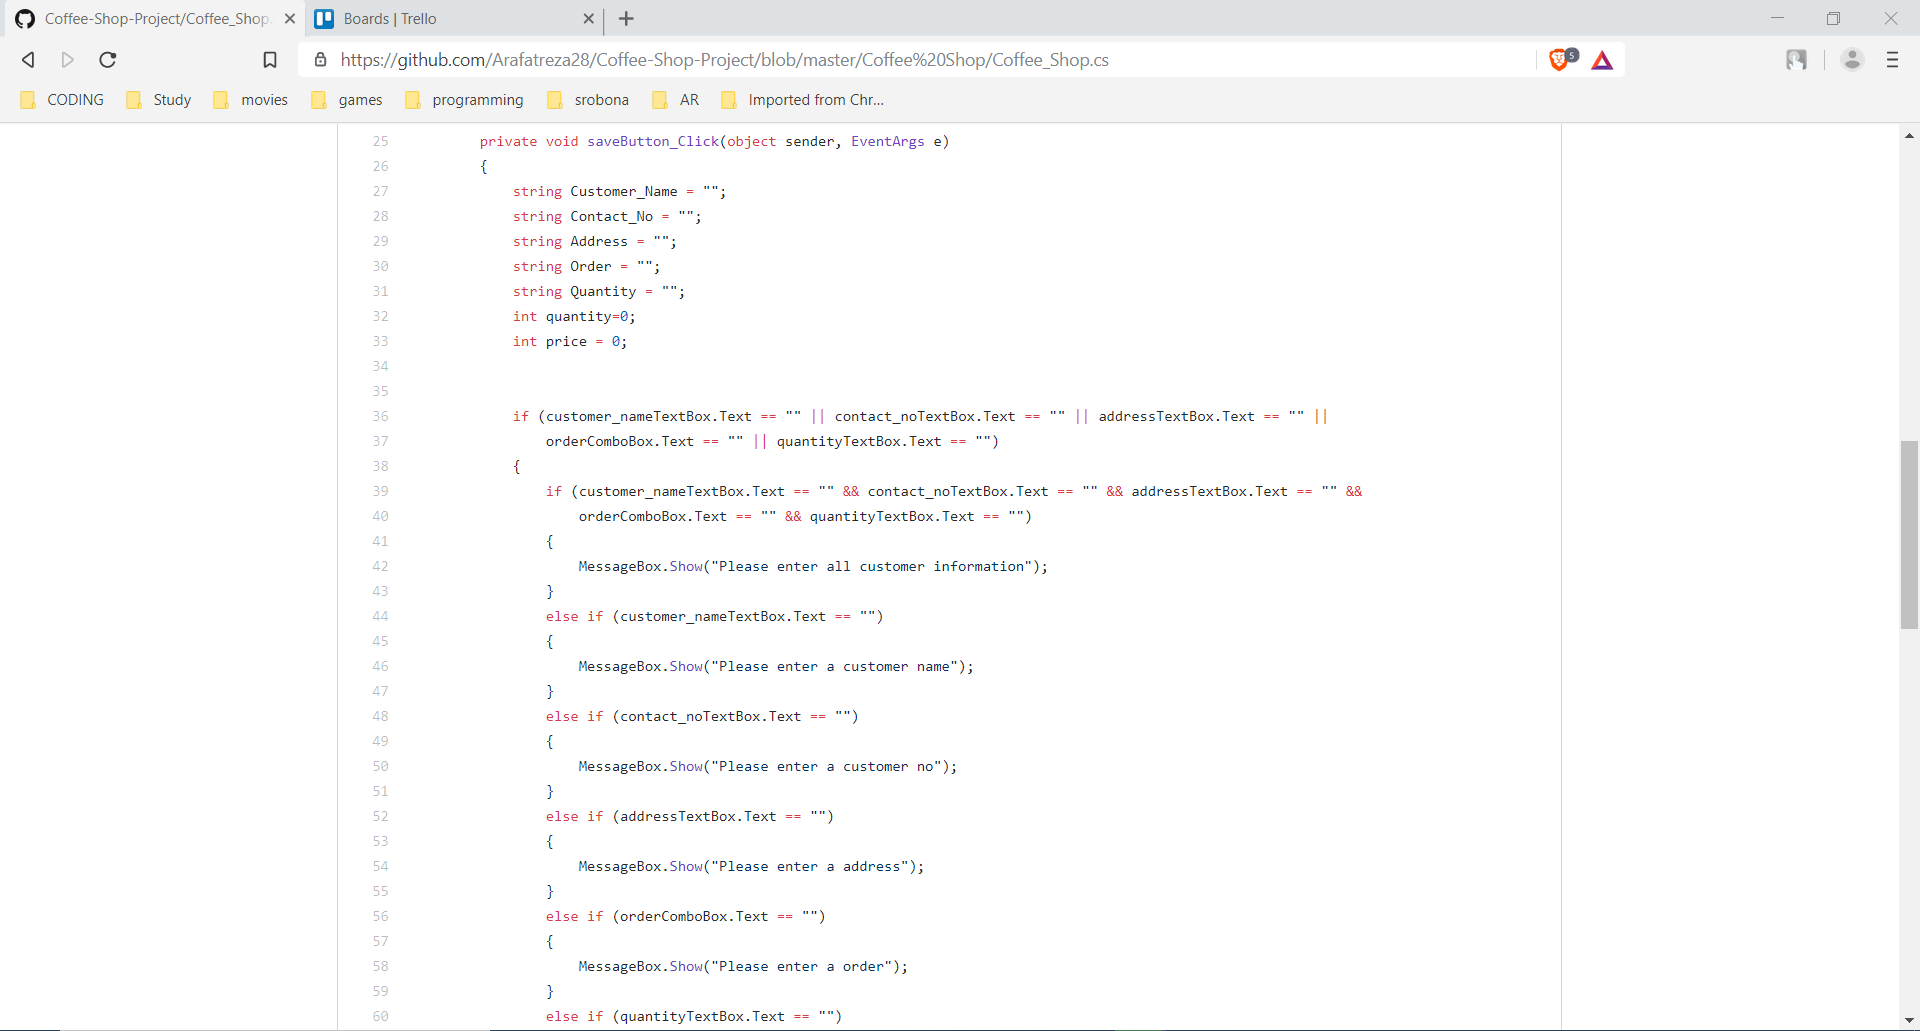 Coffee-Shop-Project/Coffee_Shop.
Boards | Trello
https://github.com/Arafatreza28/Coffee-Shop-Project/blob/master/Coffee%20Shop/Coffee_Shop.cs
5
CODING Study movies games programming srobona AR Imported from Chr...
25 private void saveButton_Click(object sender, EventArgs e)
26 {
27 string Customer_Name = "";
28 string Contact_No = "";
29 string Address = "";
30 string Order = "";
31 string Quantity = "";
32 int quantity=0;
33 int price = 0;
34
35
36 if (customer_nameTextBox.Text == "" || contact_noTextBox.Text == "" || addressTextBox.Text == "" ||
37 orderComboBox.Text == "" || quantityTextBox.Text == "")
38 {
39 if (customer_nameTextBox.Text == "" && contact_noTextBox.Text == "" && addressTextBox.Text == "" &&
40 orderComboBox.Text == "" && quantityTextBox.Text == "")
41 {
42 MessageBox.Show("Please enter all customer information");
43 }
44 else if (customer_nameTextBox.Text == "")
45 {
46 MessageBox.Show("Please enter a customer name");
47 }
48 else if (contact_noTextBox.Text == "")
49 {
50 MessageBox.Show("Please enter a customer no");
51 }
52 else if (addressTextBox.Text == "")
53 {
54 MessageBox.Show("Please enter a address");
55 }
56 else if (orderComboBox.Text == "")
57 {
58 MessageBox.Show("Please enter a order");
59 }
60 else if (quantityTextBox.Text == "")